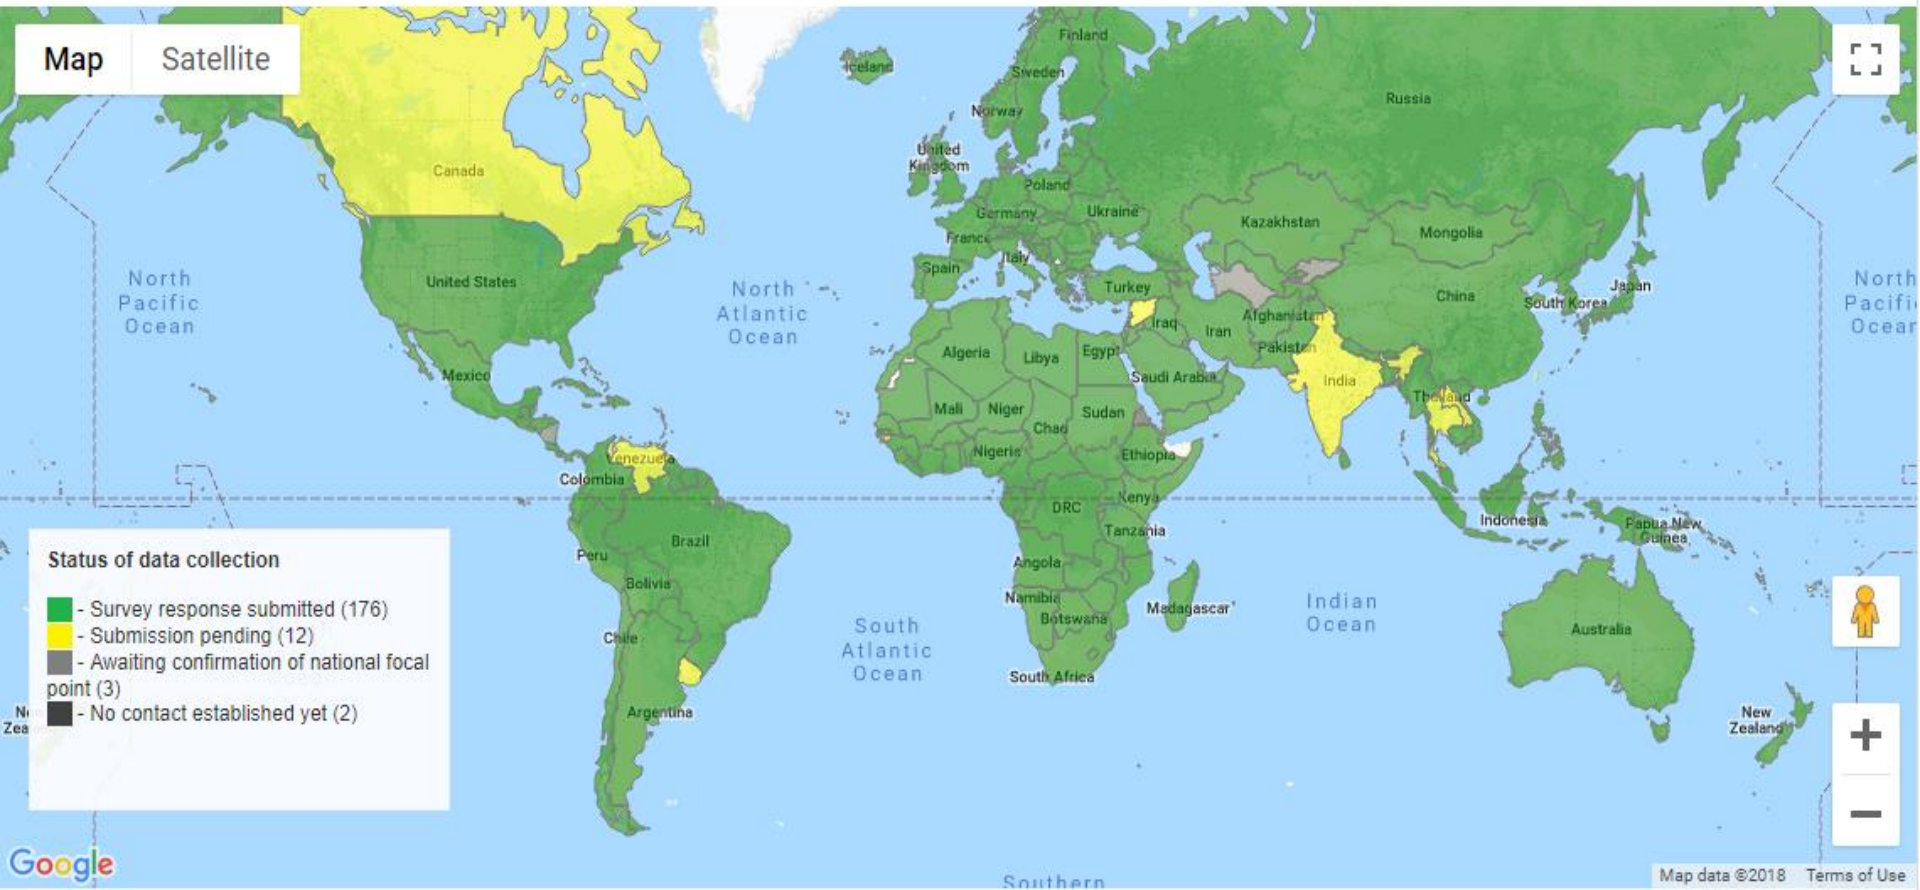 Map
Satellite
Finland
Iceland
Sweden
Russia
Norway
United
Kingdom
Canada
Poland
Germany
Ukraine
Kazakhstan
Mongolia
France
Italy
Spain
North
Pacific
Ocean
United States
North
Atlantic
Ocean
Turkey
China
South Korea
Japan
North
Pacific
Ocean
Iraq
Iran
Afghanistan
Pakistan
Algeria
Libya
Egypt
Saudi Arabia
India
Mexico
Thailand
Mali
Niger
Chad
Sudan
Nigeria
Ethiopia
Venezuela
Colombia
DRC
Kenya
Tanzania
Indonesia
Papua New
Guinea
Brazil
Peru
Bolivia
Angola
Namibia
Botswana
Madagascar
Indian
Ocean
South
Atlantic
Ocean
Chile
South Africa
Australia
Argentina
New
Zealand
Status of data collection
- Survey response submitted (176)
- Submission pending (12)
- Awaiting confirmation of national focal
point (3)
- No contact established yet (2)
Ne
Zea
+
−
Google
Southern
Map data ©2018 Terms of Use